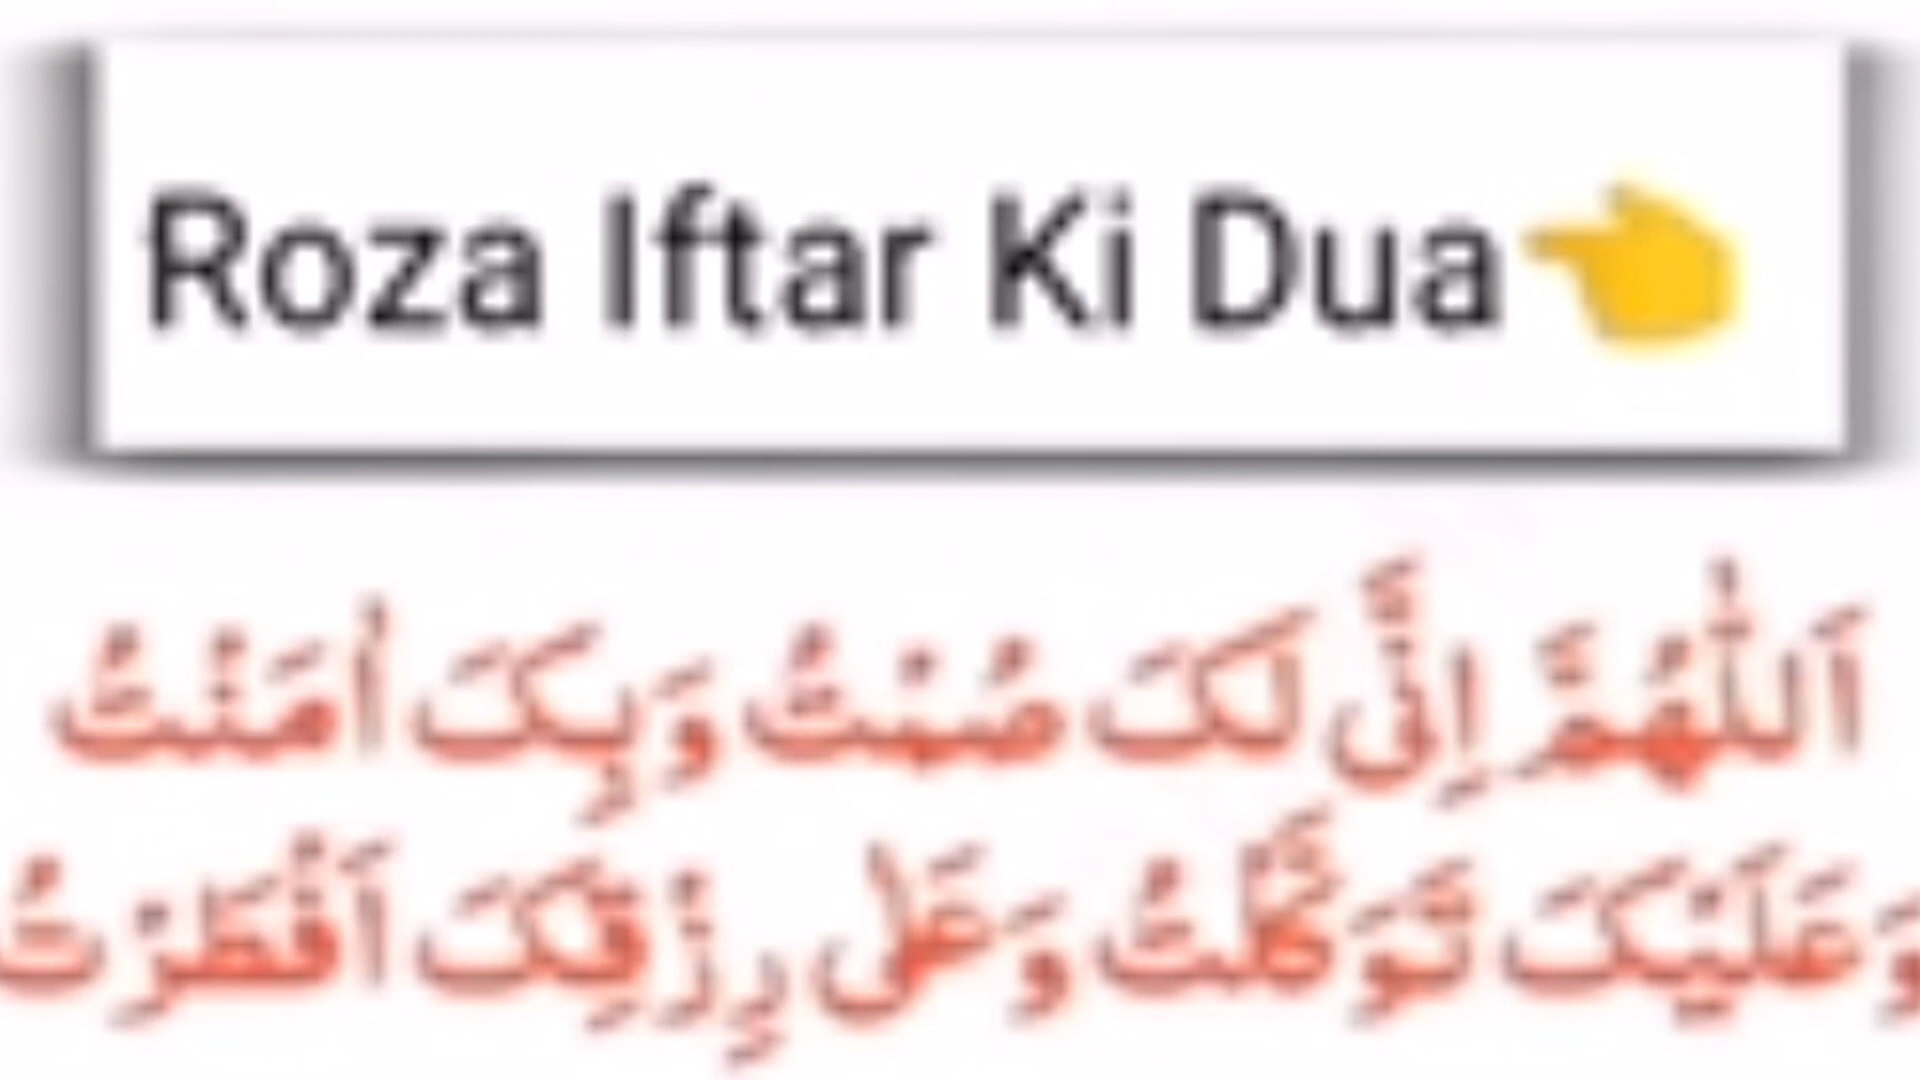 Roza Iftar Ki Dua👈
اَللّٰهُمَّ اِنِّی لَکَ صُمْتُ وَبِکَ اٰمَنْتُ
وَعَلَیْکَ تَوَکَّلْتُ وَعَلٰی رِزْقِکَ اَفْطَرْتُ